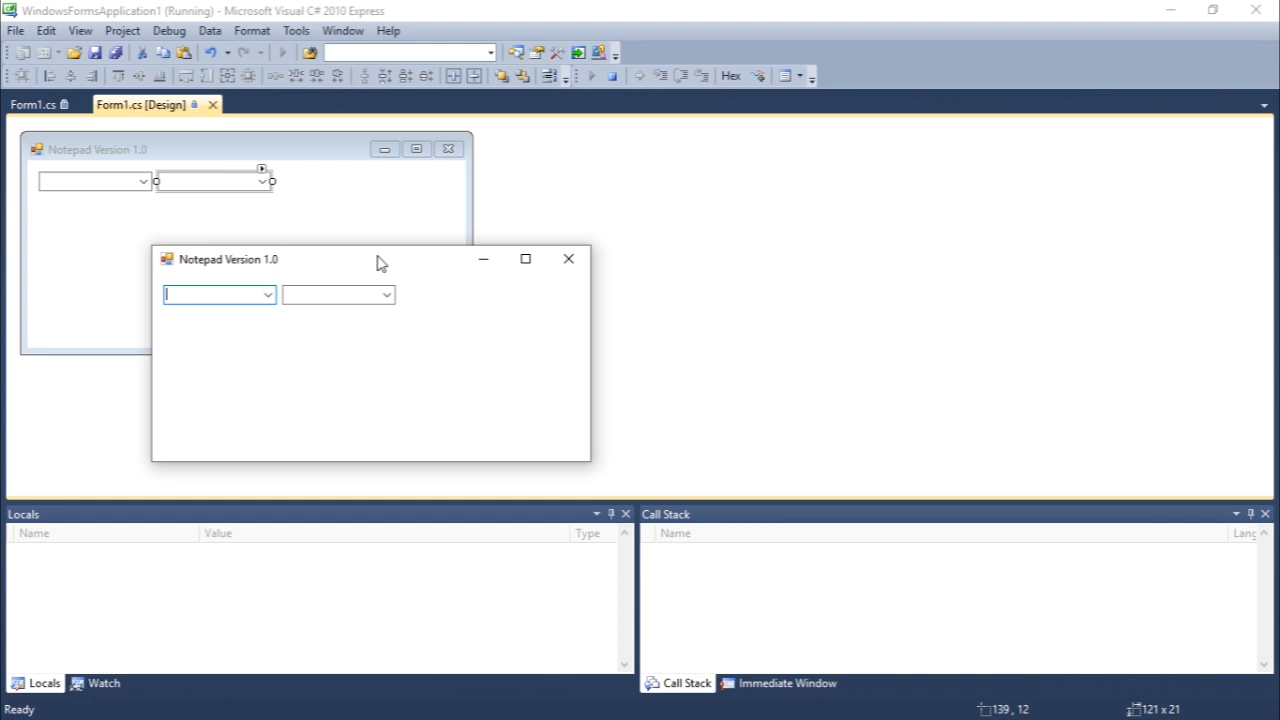 WindowsFormsApplication1 (Running) - Microsoft Visual C# 2010 Express
File Edit View Project Debug Data Format Tools Window Help
Hex
Form1.cs Form1.cs [Design]
Notepad Version 1.0
Notepad Version 1.0
Locals Call Stack
Name Value Type Name Lang
Locals Watch Call Stack Immediate Window
Ready 139 , 12 121 x 21